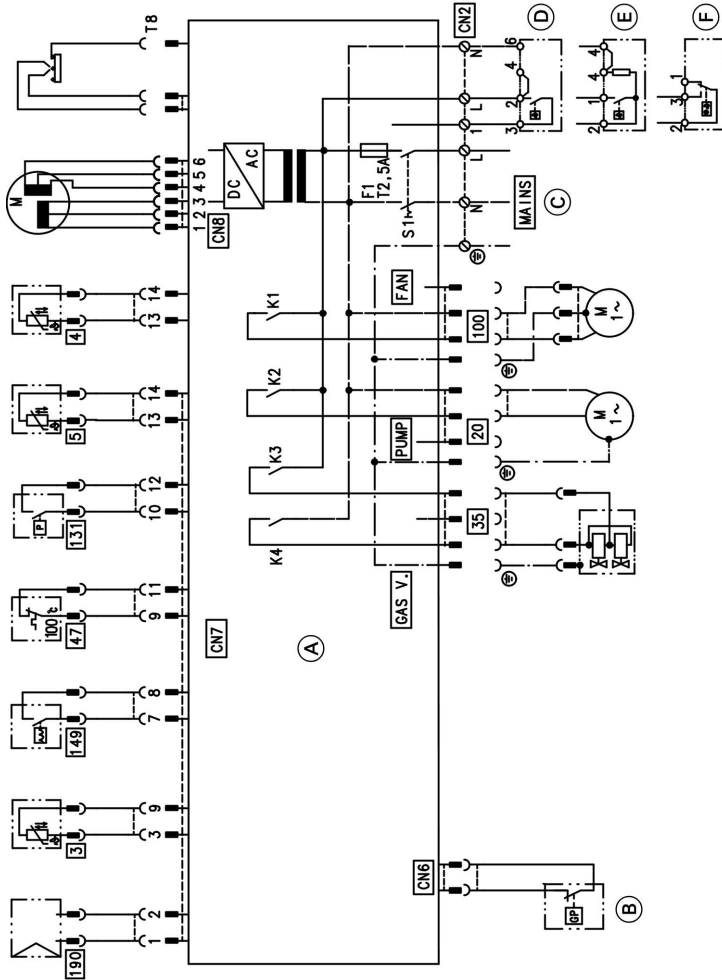 190
1 2
3
3 9
149
7 8
47
100 °c
9 11
131
P
10 12
5
13 14
4
13 14
M
1 2 3 4 5 6
CN8
T8
CN7
DC
AC
A
K4
K3
K2
K1
F1
T2,5A
S1
GAS V.
PUMP
FAN
CN6
35
20
100
N
L
1
L
N
CN2
MAINS
C
GP
B
M
1~
M
1~
3 2 4 6
D
2 1 4 4
E
2 3 1
F